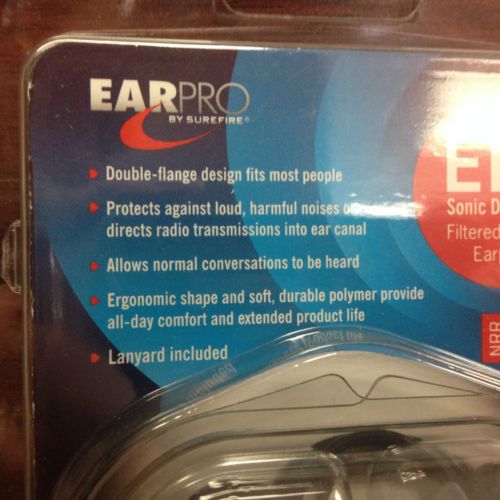 EARPRO
BY SUREFIRE®
Double-flange design fits most people
Protects against loud, harmful noises
directs radio transmissions into ear canal
Allows normal conversations to be heard
Ergonomic shape and soft, durable polymer provide
all-day comfort and extended product life
Lanyard included
Sonic
Filtered
NRR